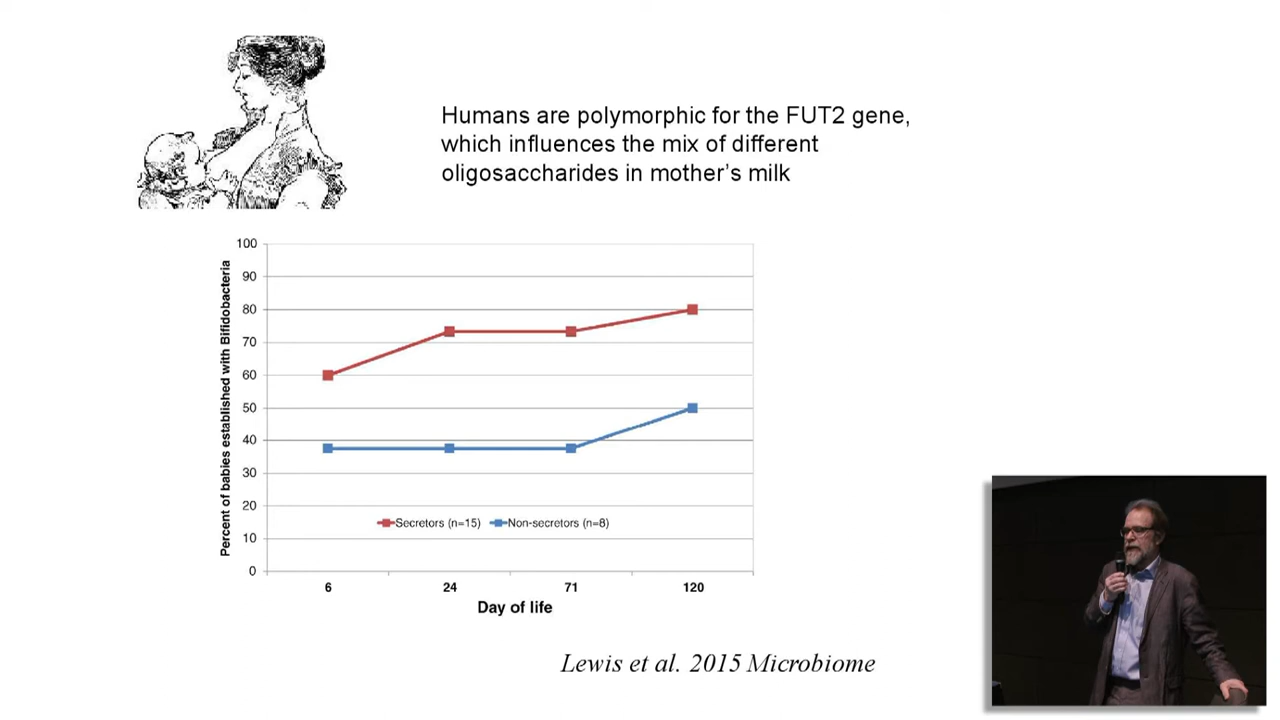 Humans are polymorphic for the FUT2 gene,
which influences the mix of different
oligosaccharides in mother’s milk
Percent of babies established with Bifidobacteria
100
90
80
70
60
50
40
30
20
10
0
Secretors (n=15) Non-secretors (n=8)
6 24 71 120
Day of life
Lewis et al. 2015 Microbiome